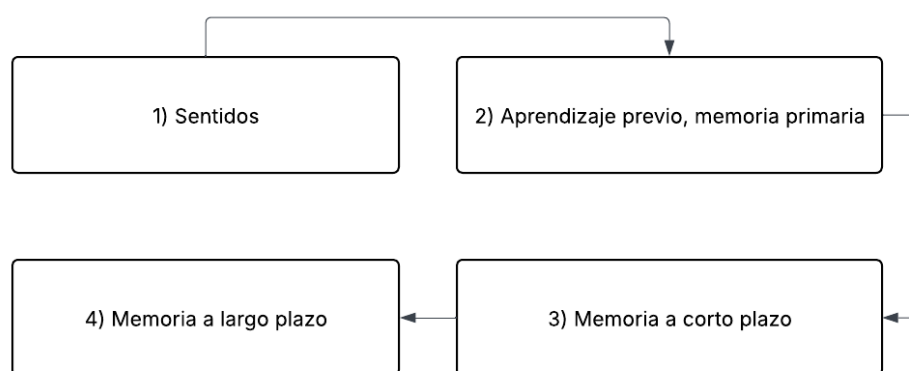 1) Sentidos
2) Aprendizaje previo, memoria primaria
4) Memoria a largo plazo
3) Memoria a corto plazo